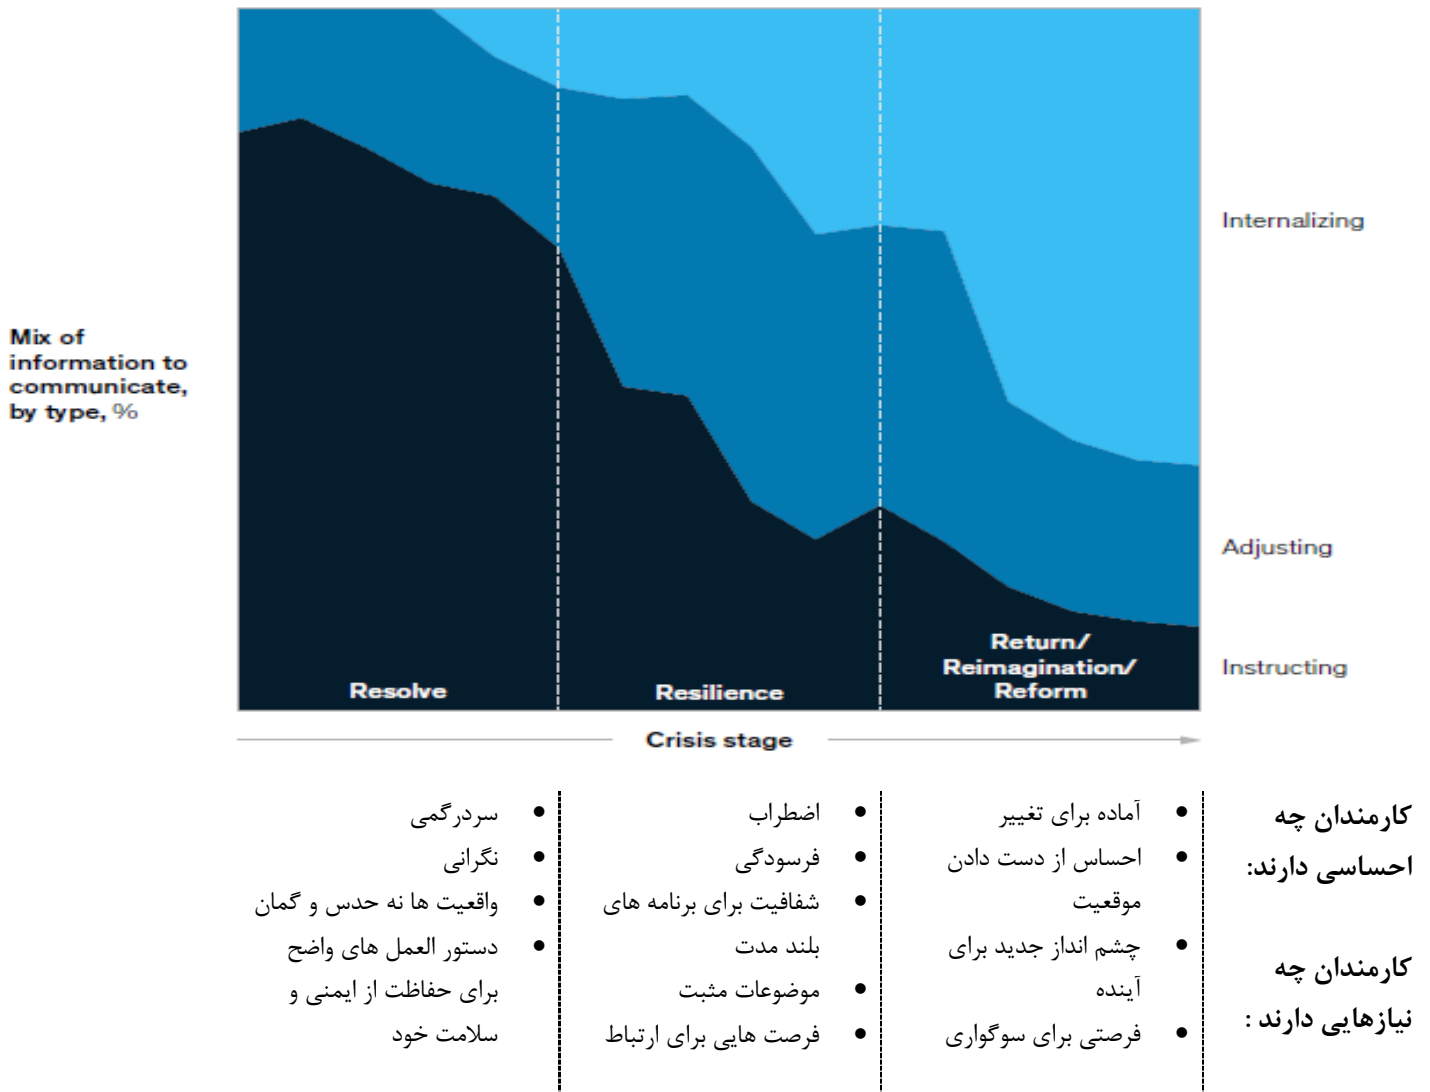 Internalizing
Mix of
information to
communicate,
by type, %
Adjusting
Instructing
Resolve
Resilience
Return/
Reimagination/
Reform
Crisis stage
کارمندان چه
احساسی دارند:
کارمندان چه
نیازهایی دارند :
• آماده برای تغییر
• احساس از دست دادن
موقعیت
• چشم انداز جدید برای
آینده
• فرصتی برای سوگواری
• اضطراب
• فرسودگی
• شفافیت برای برنامه های
بلند مدت
• موضوعات مثبت
• فرصت هایی برای ارتباط
• سردرگمی
• نگرانی
• واقعیت ها نه حدس و گمان
• دستور العمل های واضح
برای حفاظت از ایمنی و
سلامت خود